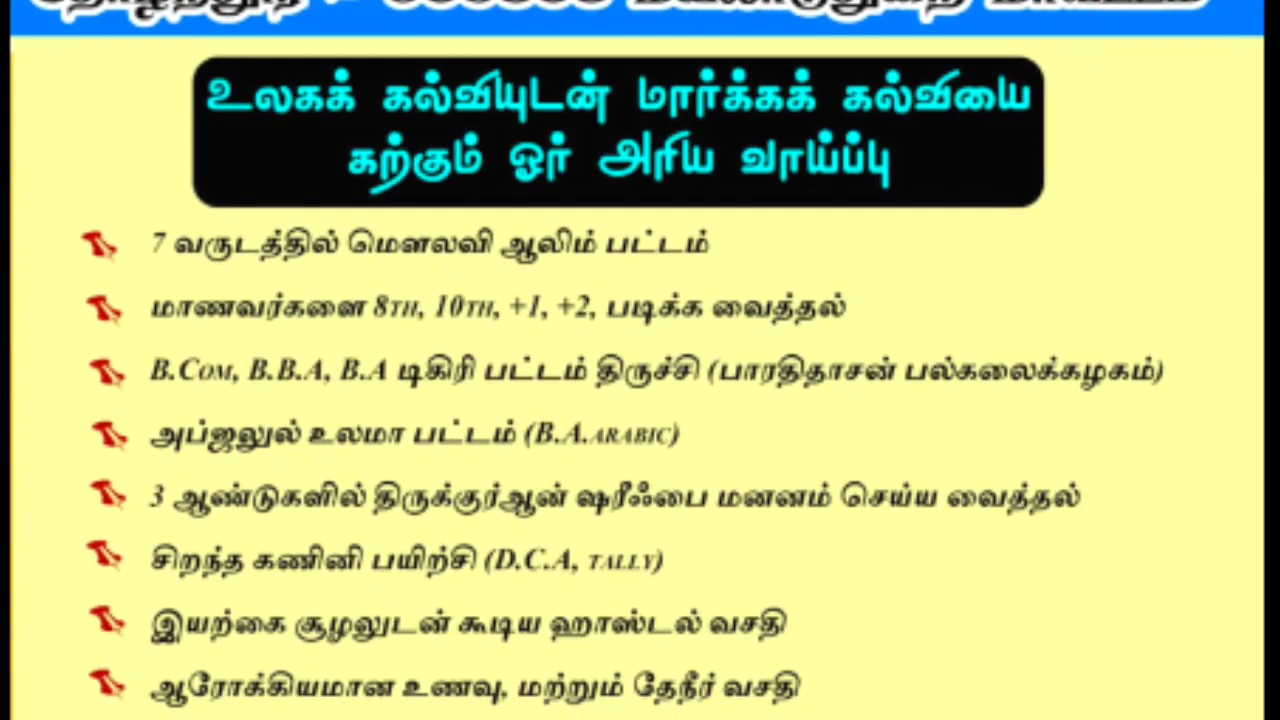 உலகக் கல்வியுடன் மார்க்கக் கல்வியை
கற்கும் ஓர் அரிய வாய்ப்பு
7 வருடத்தில் மௌலவி ஆலிம் பட்டம்
மாணவர்களை 8TH, 10TH, +1, +2, படிக்க வைத்தல்
B.COM, B.B.A, B.A டிகிரி பட்டம் திருச்சி (பாரதிதாசன் பல்கலைக்கழகம்)
அப்ஜலுல் உலமா பட்டம் (B.A.ARABIC)
3 ஆண்டுகளில் திருக்குர்ஆன் ஷரீஃபை மனனம் செய்ய வைத்தல்
சிறந்த கணினி பயிற்சி (D.C.A, TALLY)
இயற்கை சூழலுடன் கூடிய ஹாஸ்டல் வசதி
ஆரோக்கியமான உணவு, மற்றும் தேநீர் வசதி